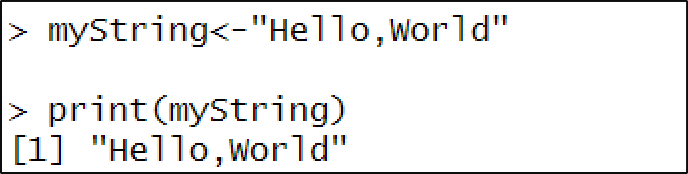 > myString<-"Hello,World"
> print(myString)
[1] "Hello,World"